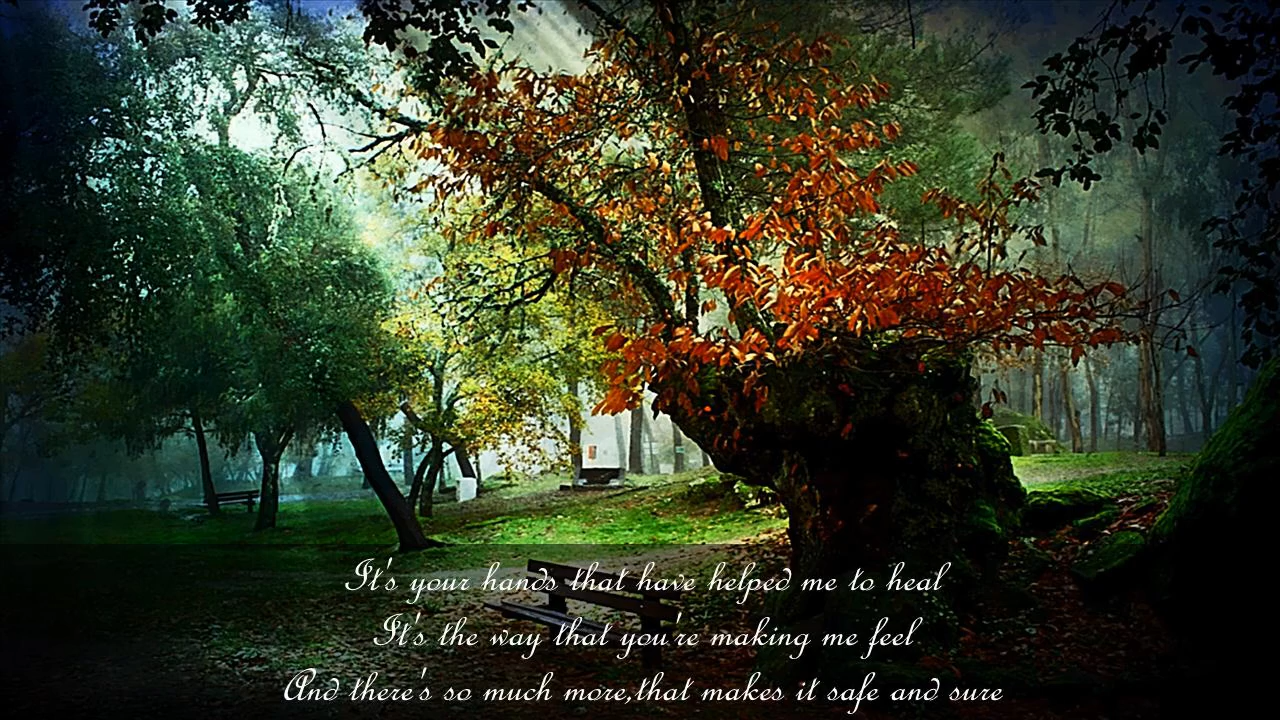 It's your hands that have helped me to heal
It's the way that you're making me feel
And there's so much more,that makes it safe and sure